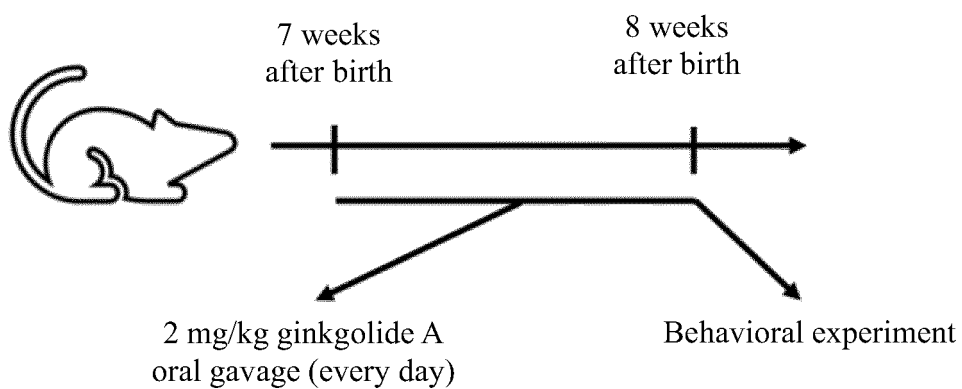 7 weeks
after birth
8 weeks
after birth
2 mg/kg ginkgolide A
oral gavage (every day)
Behavioral experiment